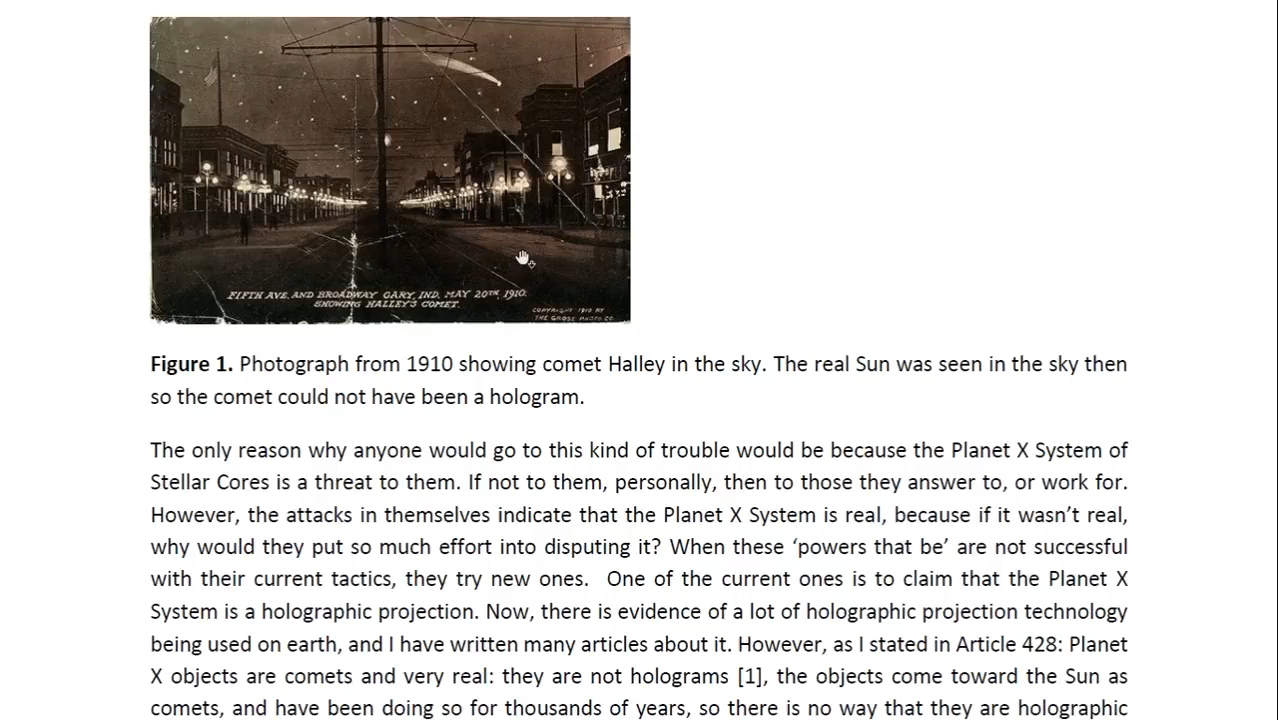 FIFTH AVE. AND BROADWAY GARY, IND. MAY 20TH, 1910.
SHOWING HALLEY'S COMET.
COPYRIGHT 1910 BY
THE GROSS PHOTO CO.
Figure 1. Photograph from 1910 showing comet Halley in the sky. The real Sun was seen in the sky then
so the comet could not have been a hologram.
The only reason why anyone would go to this kind of trouble would be because the Planet X System of
Stellar Cores is a threat to them. If not to them, personally, then to those they answer to, or work for.
However, the attacks in themselves indicate that the Planet X System is real, because if it wasn’t real,
why would they put so much effort into disputing it? When these ‘powers that be’ are not successful
with their current tactics, they try new ones.  One of the current ones is to claim that the Planet X
System is a holographic projection. Now, there is evidence of a lot of holographic projection technology
being used on earth, and I have written many articles about it. However, as I stated in Article 428: Planet
X objects are comets and very real: they are not holograms [1], the objects come toward the Sun as
comets, and have been doing so for thousands of years, so there is no way that they are holographic